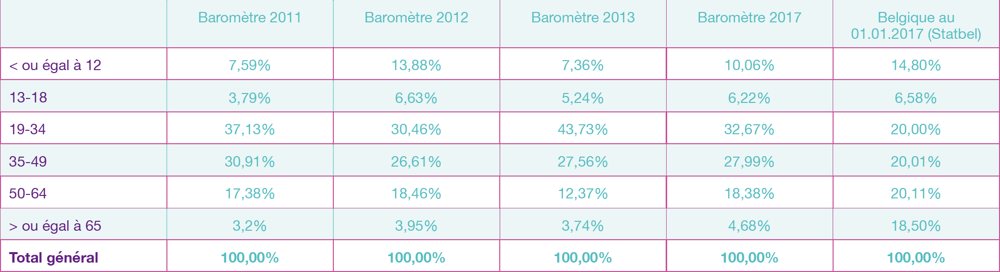 Baromètre 2011 Baromètre 2012 Baromètre 2013 Baromètre 2017 Belgique au
01.01.2017 (Statbel)
< ou égal à 12 7,59% 13,88% 7,36% 10,06% 14,80%
13-18 3,79% 6,63% 5,24% 6,22% 6,58%
19-34 37,13% 30,46% 43,73% 32,67% 20,00%
35-49 30,91% 26,61% 27,56% 27,99% 20,01%
50-64 17,38% 18,46% 12,37% 18,38% 20,11%
> ou égal à 65 3,2% 3,95% 3,74% 4,68% 18,50%
Total général 100,00% 100,00% 100,00% 100,00% 100,00%